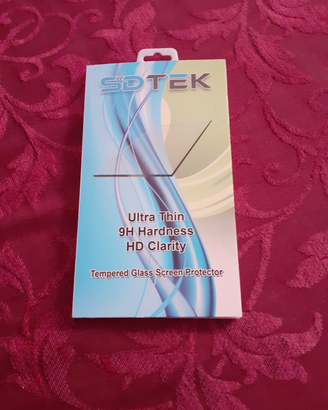 SDTEK
Ultra Thin
9H Hardness
HD Clarity
Tempered Glass Screen Protector